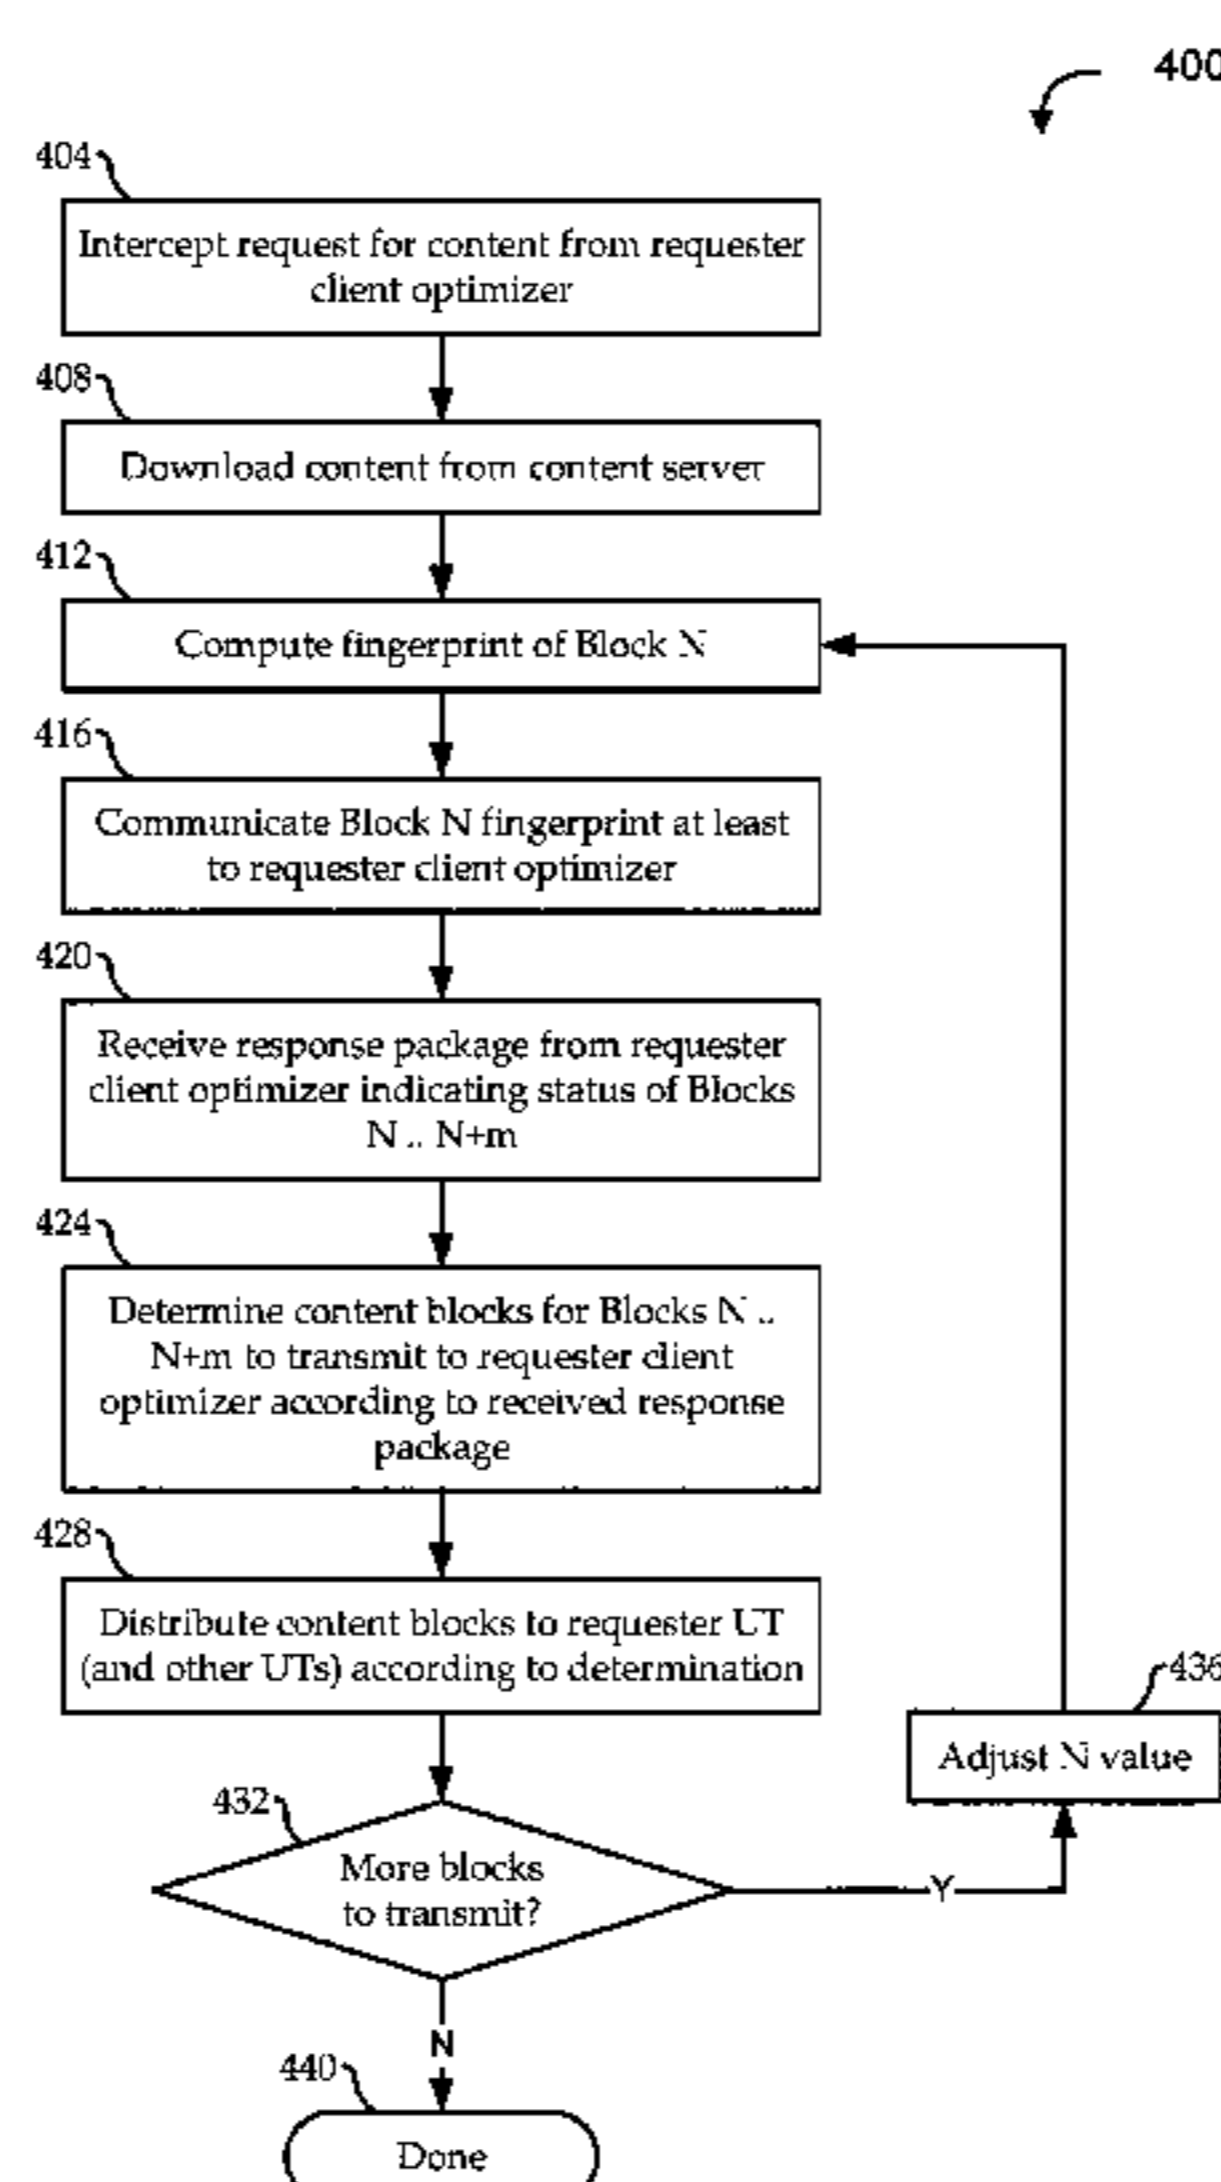 400
404
Intercept request for content from requester
client optimizer
408
Download content from content server
412
Compute fingerprint of Block N
416
Communicate Block N fingerprint at least
to requester client optimizer
420
Receive response package from requester
client optimizer indicating status of Blocks
N .. N+m
424
Determine content blocks for Blocks N ..
N+m to transmit to requester client
optimizer according to received response
package
428
Distribute content blocks to requester UT
(and other UTs) according to determination
436
Adjust N value
432
More blocks
to transmit?
Y
N
440
Done